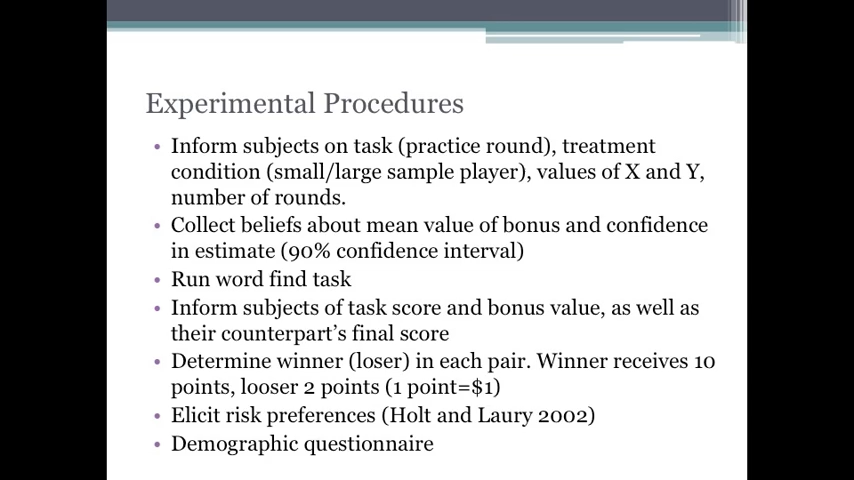 Experimental Procedures
• Inform subjects on task (practice round), treatment
condition (small/large sample player), values of X and Y,
number of rounds.
• Collect beliefs about mean value of bonus and confidence
in estimate (90% confidence interval)
• Run word find task
• Inform subjects of task score and bonus value, as well as
their counterpart’s final score
• Determine winner (loser) in each pair. Winner receives 10
points, looser 2 points (1 point=$1)
• Elicit risk preferences (Holt and Laury 2002)
• Demographic questionnaire